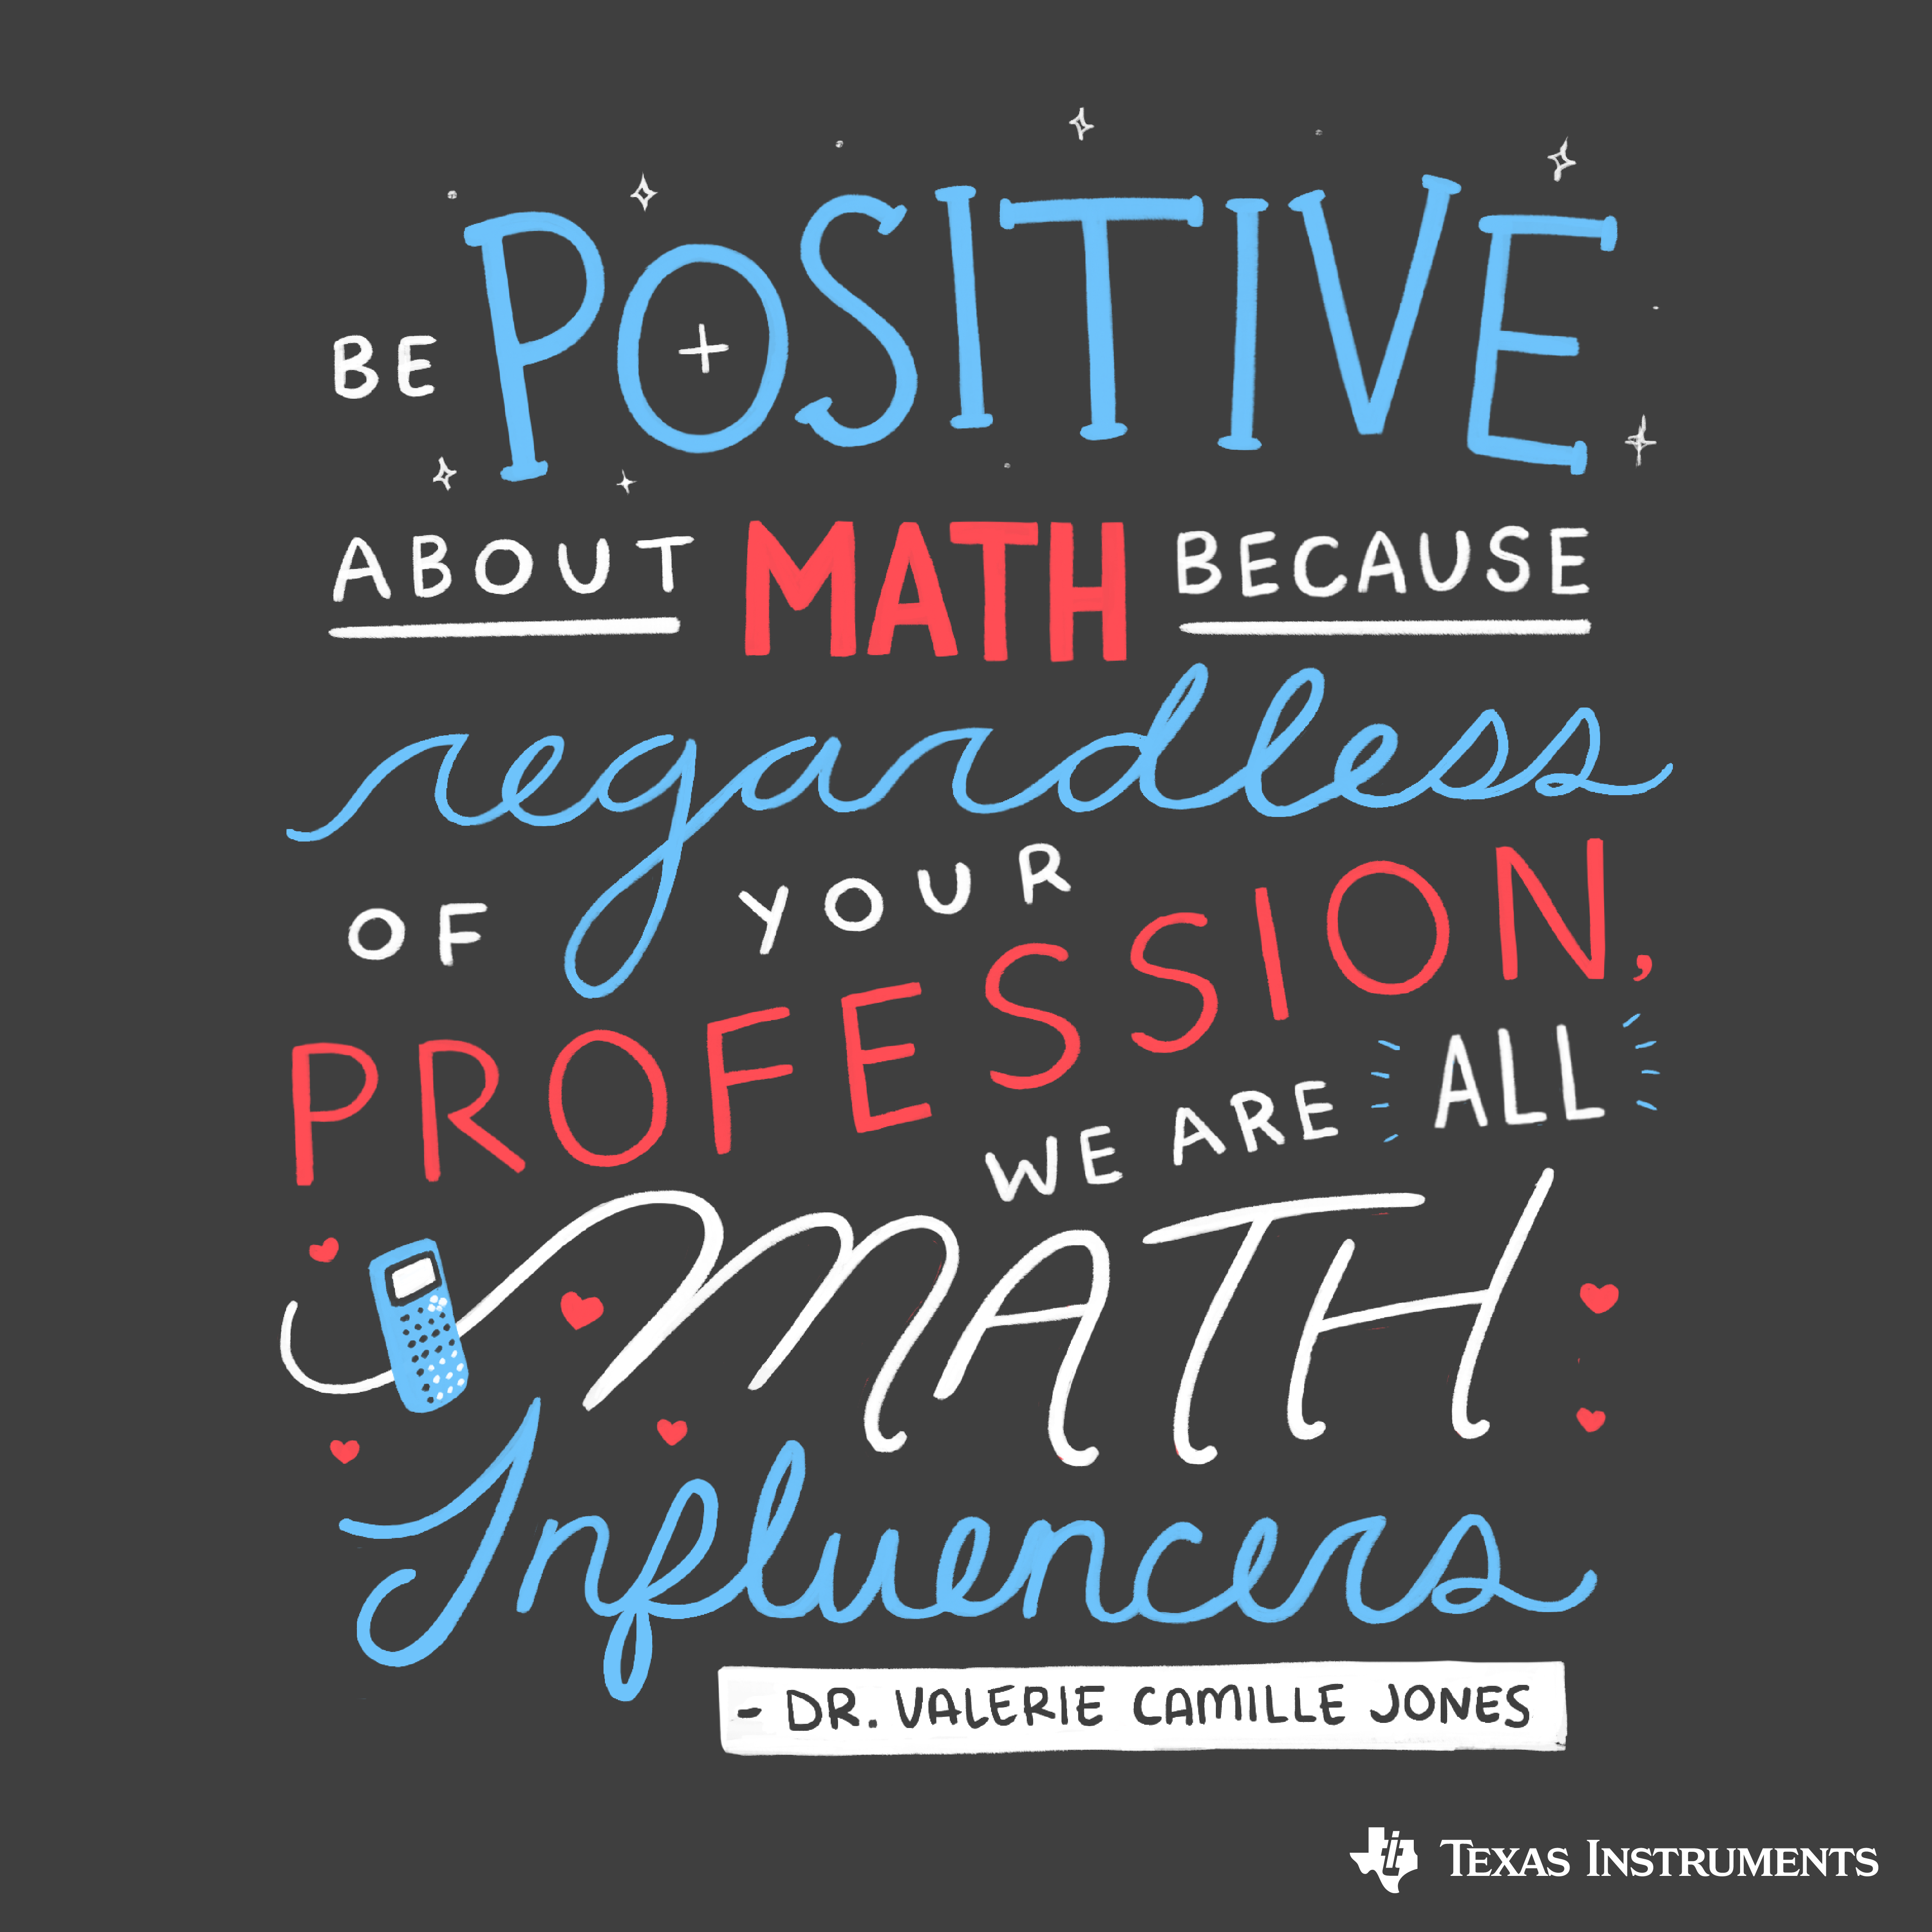 BE POSITIVE
ABOUT MATH BECAUSE
regardless
OF YOUR
PROFESSION,
WE ARE ALL
MATH
Influencers
- DR. VALERIE CAMILLE JONES
TEXAS INSTRUMENTS